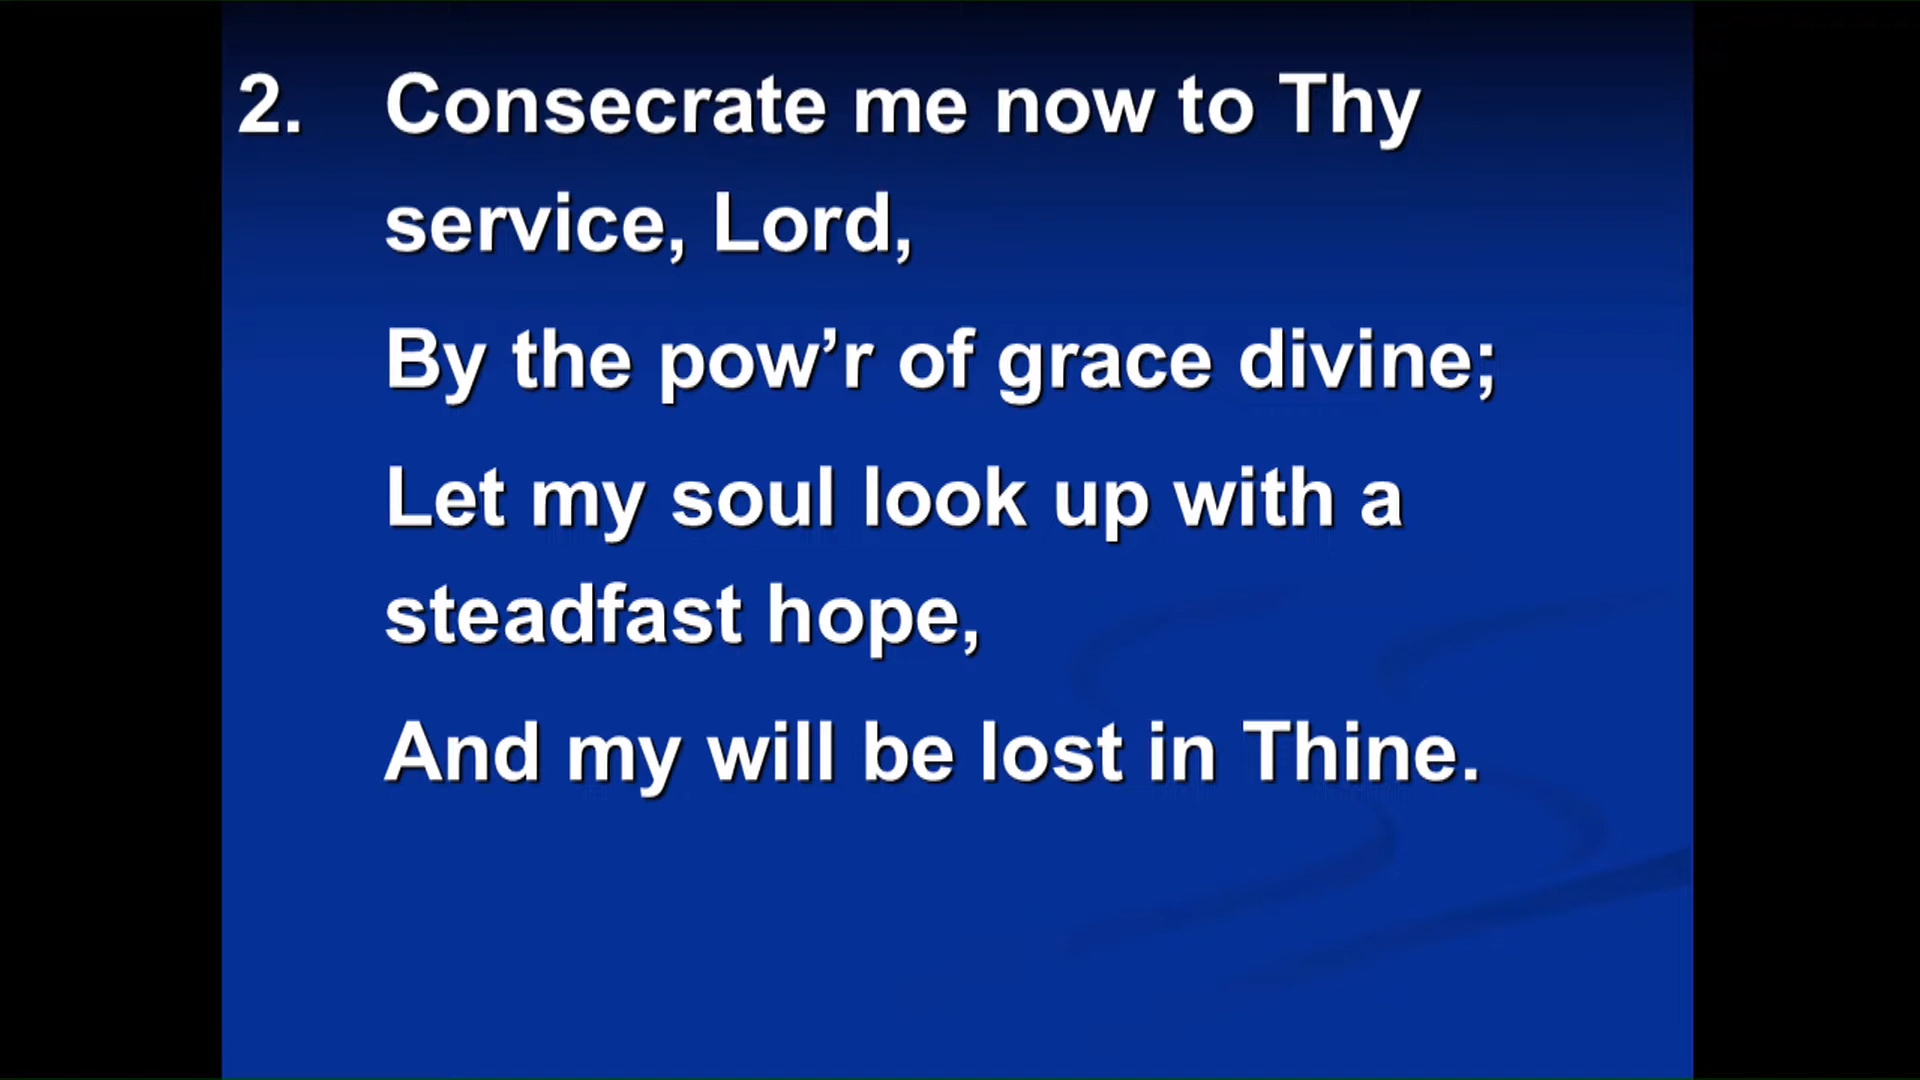 2. Consecrate me now to Thy
service, Lord,
By the pow’r of grace divine;
Let my soul look up with a
steadfast hope,
And my will be lost in Thine.